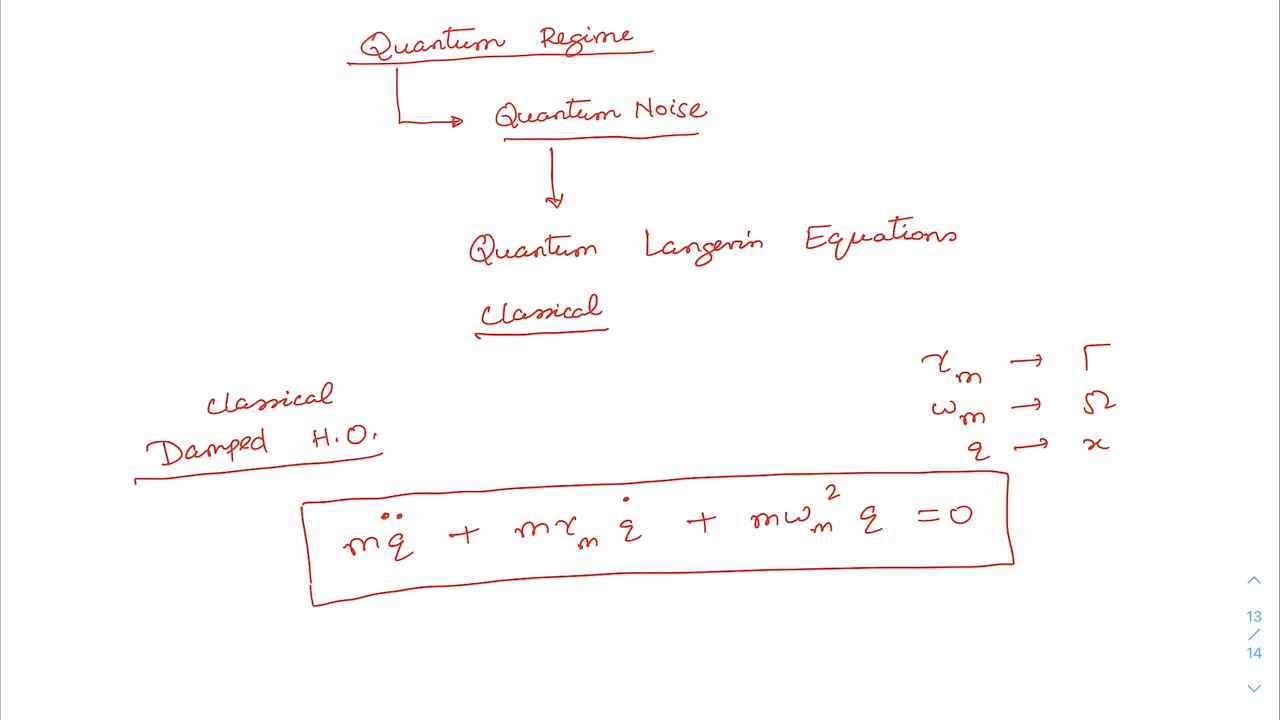 Quantum Regime
Quantum Noise
Quantum Langevin Equations
Classical
γₘ → Γ
ωₘ → Ω
q → x
Classical
Damped H.O.
mq̈ + mγₘ q̇ + mωₘ² q = 0
13
/
14